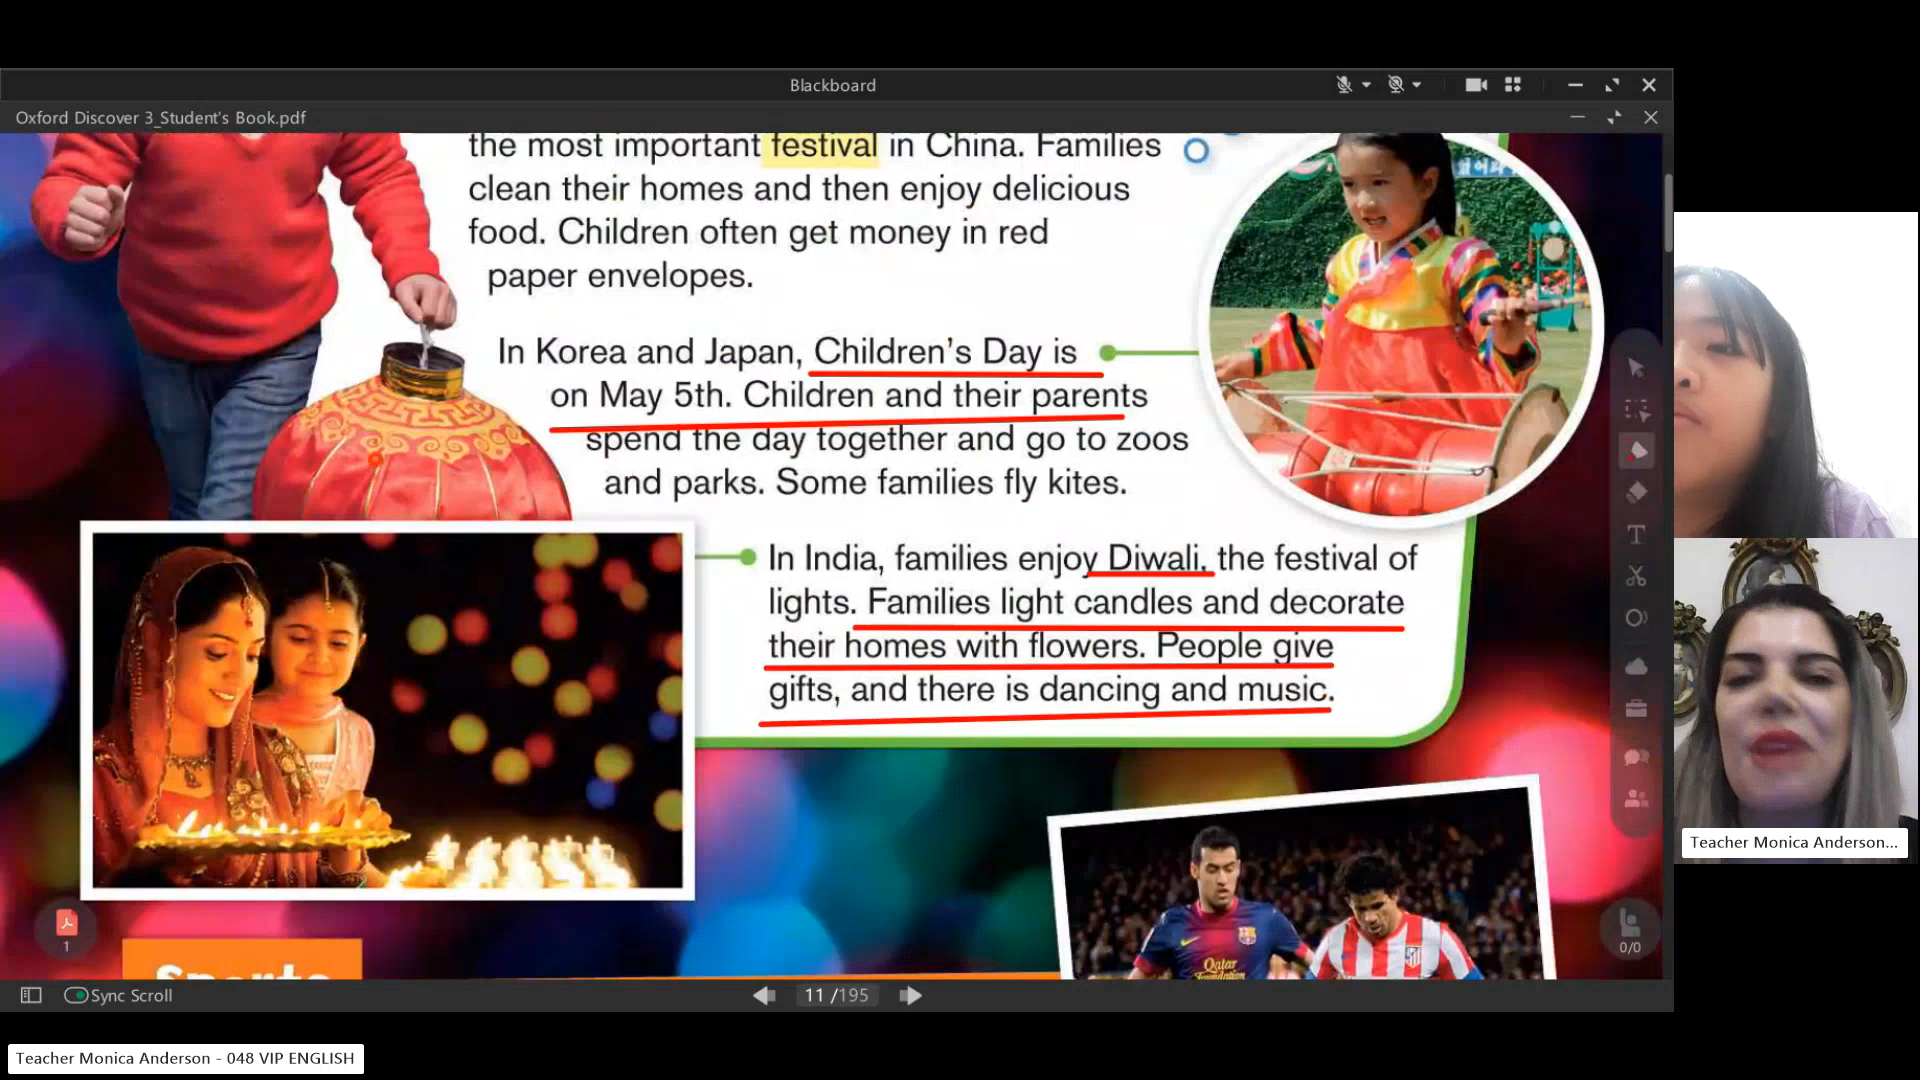 Blackboard
Oxford Discover 3_Student's Book.pdf
the most important festival in China. Families
clean their homes and then enjoy delicious
food. Children often get money in red
paper envelopes.
In Korea and Japan, Children's Day is
on May 5th. Children and their parents
spend the day together and go to zoos
and parks. Some families fly kites.
In India, families enjoy Diwali, the festival of
lights. Families light candles and decorate
their homes with flowers. People give
gifts, and there is dancing and music.
Qatar
Foundation
Sports
1
0/0
Sync Scroll
11 /195
Teacher Monica Anderson...
Teacher Monica Anderson - 048 VIP ENGLISH